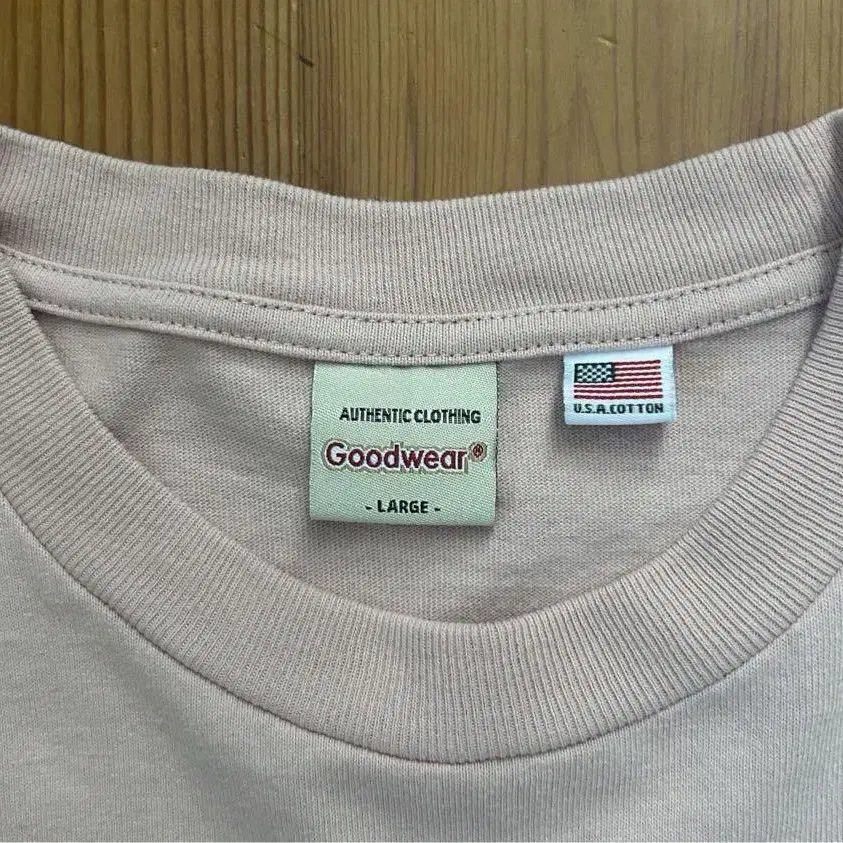 AUTHENTIC CLOTHING
Goodwear®
- LARGE -
U.S.A.COTTON